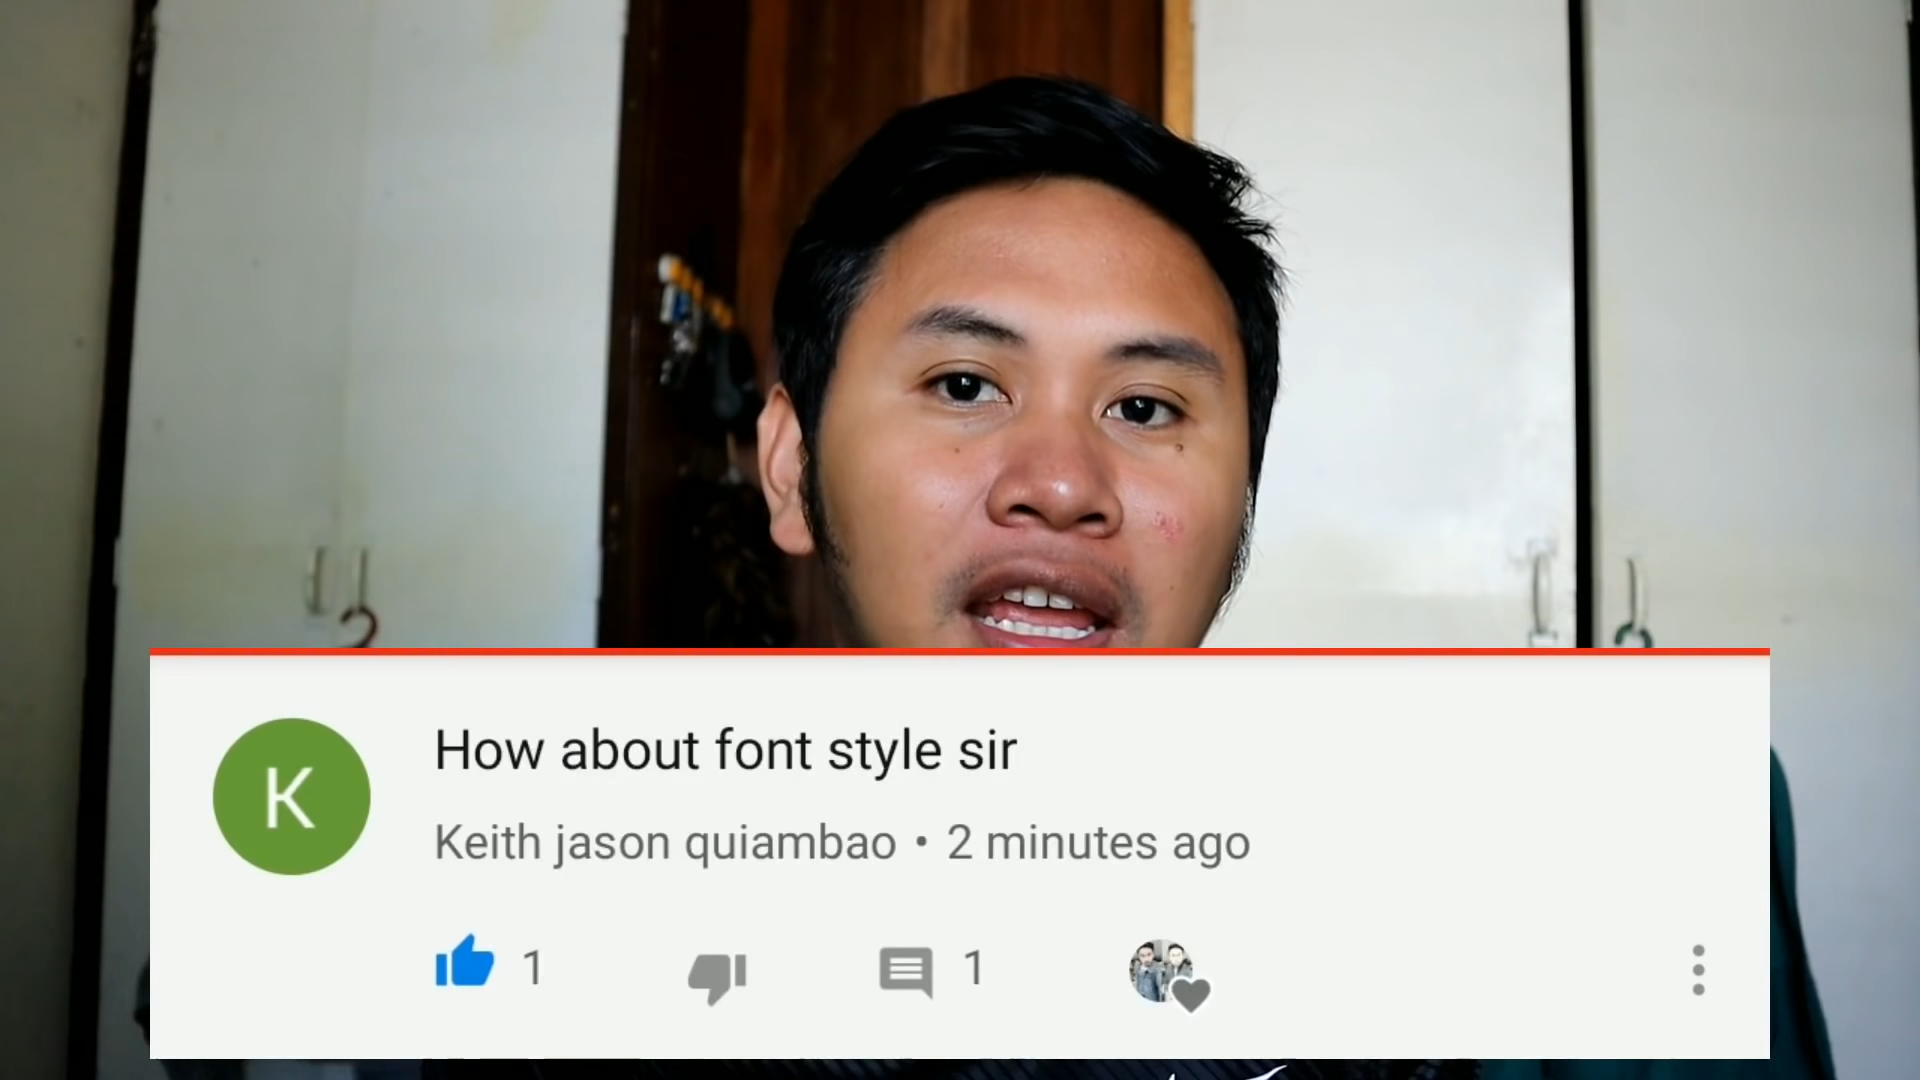 K
How about font style sir
Keith jason quiambao • 2 minutes ago
1
1